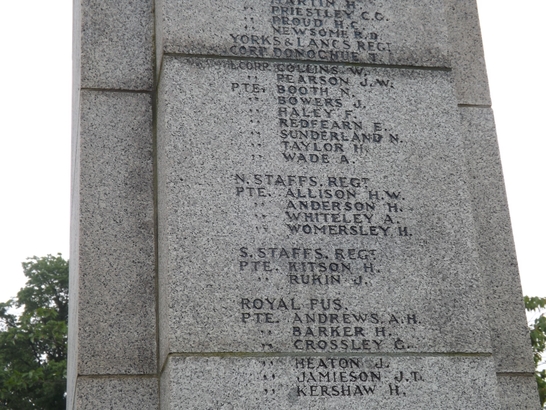 MARTIN H.
" PRIESTLEY C.G.
" PROUD H.C.
" NEWSOME R.D.
YORKS & LANCS REGT
CORP. DONOGHUE T.
L.CORP. COLLINS W.
" PEARSON J.W.
PTE. BOOTH N.
" BOWERS J.
" HALEY F.
" REDFEARN E.
" SUNDERLAND N.
" TAYLOR H.
" WADE A.
N. STAFFS. REGT
PTE. ALLISON H.W.
" ANDERSON H.
" WHITELEY A.
" WOMERSLEY H.
S. STAFFS. REGT
PTE. KITSON H.
" RUKIN J.
ROYAL FUS.
PTE. ANDREWS. A.H.
" BARKER H.
" CROSSLEY G.
" HEATON J.
" JAMIESON J.T.
" KERSHAW H.